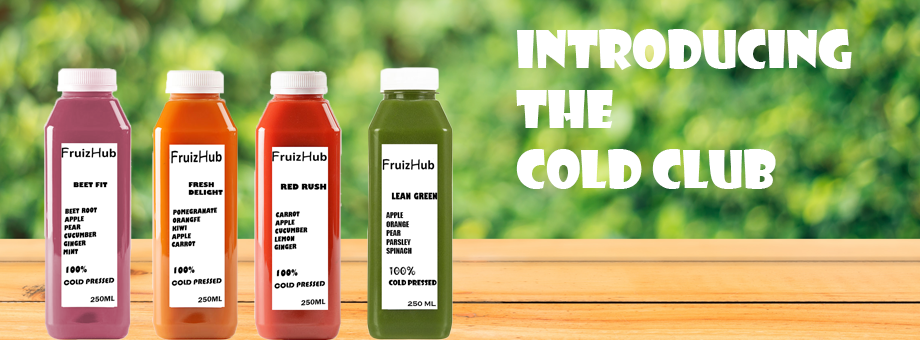 INTRODUCING
THE
COLD CLUB
FruizHub
BEET FIT
BEET ROOT
APPLE
PEAR
CUCUMBER
GINGER
MINT
100%
COLD PRESSED
250ML
FruizHub
FRESH
DELIGHT
POMEGRANATE
ORANGFE
KIWI
APPLE
CARROT
100%
COLD PRESSED
250ML
FruizHub
RED RUSH
CARROT
APPLE
CUCUMBER
LEMON
GINGER
100%
COLD PRESSED
250ML
FruizHub
LEAN GREEN
APPLE
ORANGE
PEAR
PARSLEY
SPINACH
100%
COLD PRESSED
250 ML